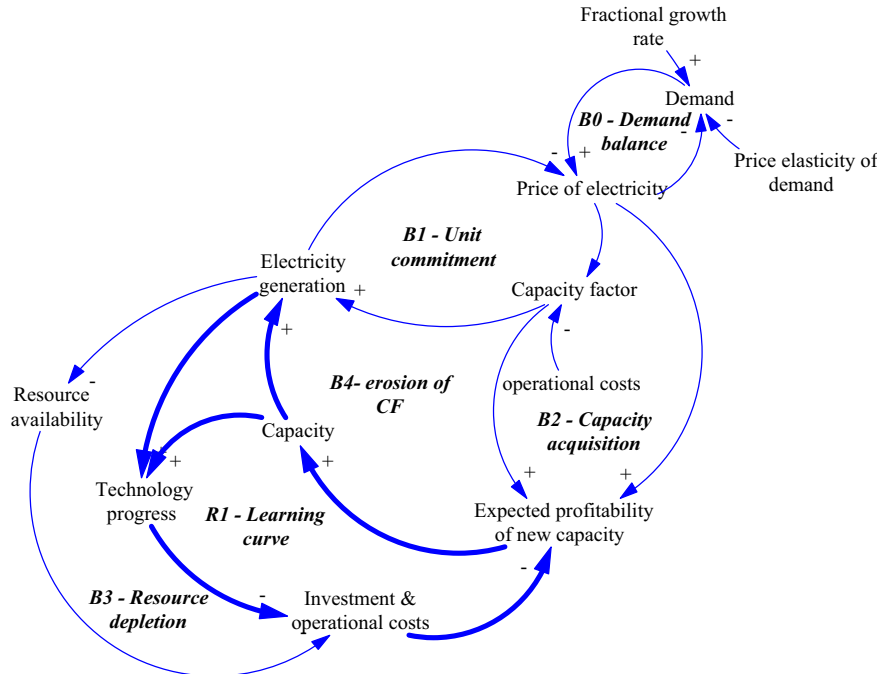 Fractional growth
rate
+
Demand
B0 - Demand
balance
-
-
Price elasticity of
demand
-
+
Price of electricity
B1 - Unit
commitment
Electricity
generation
+
Capacity factor
+
-
operational costs
B4- erosion of
CF
B2 - Capacity
acquisition
Resource
availability
-
Capacity
+
+
+
+
+
Technology
progress
R1 - Learning
curve
Expected profitability
of new capacity
-
B3 - Resource
depletion
-
Investment &
operational costs